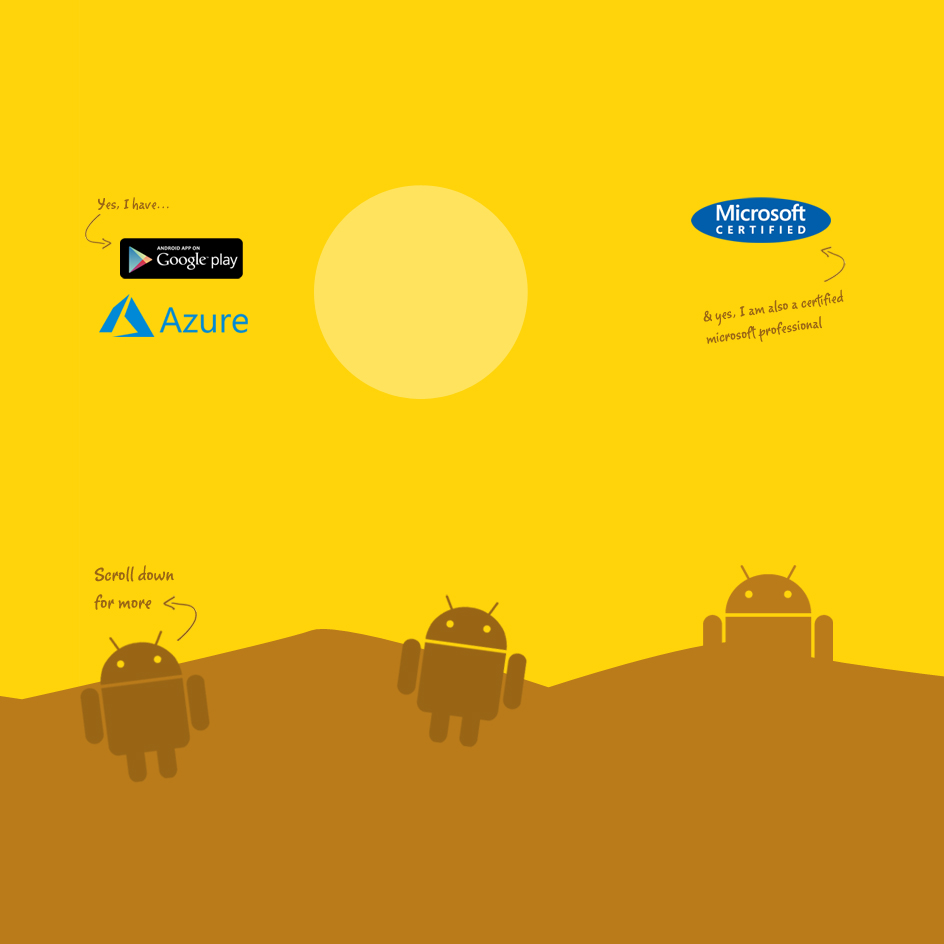 Yes, I have...
ANDROID APP ON
Google play
Azure
Microsoft
CERTIFIED
& yes, I am also a certified
microsoft professional
Scroll down
for more